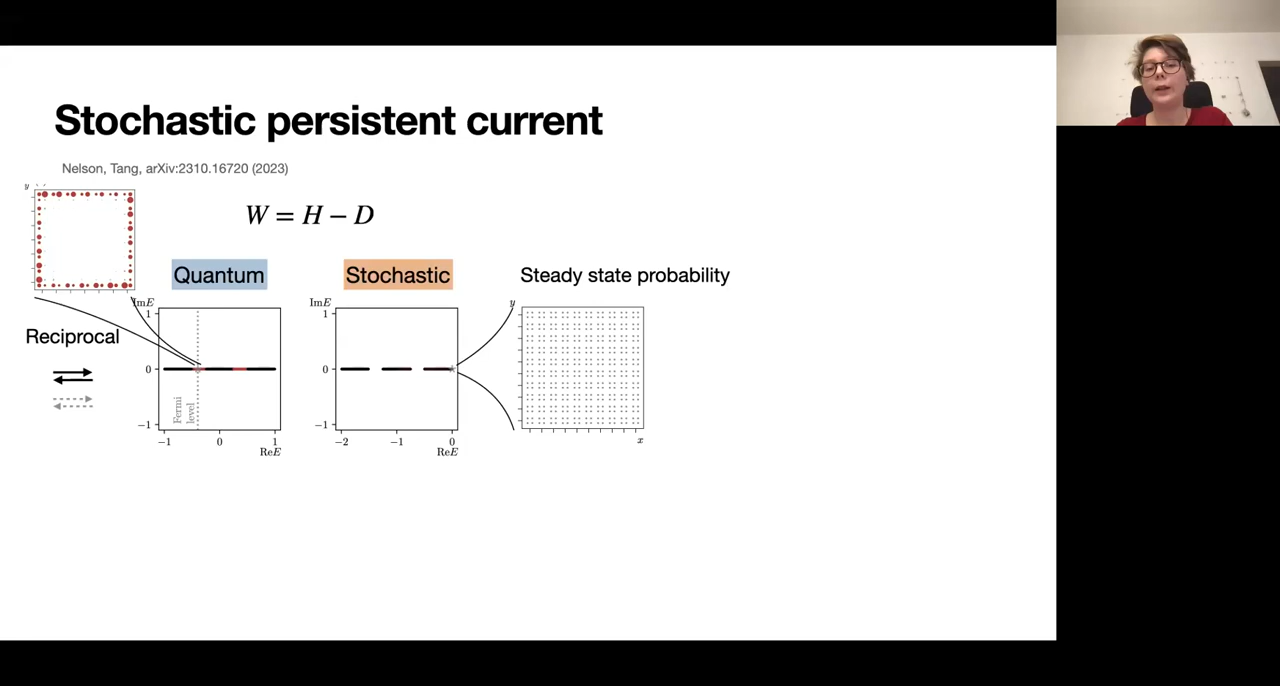 Stochastic persistent current
Nelson, Tang, arXiv:2310.16720 (2023)
y
W = H − D
Quantum
Stochastic
Steady state probability
ImE
ImE
y
1
1
Reciprocal
0
0
Fermi
level
−1
−1
−1 0 1
−2 −1 0
x
ReE
ReE